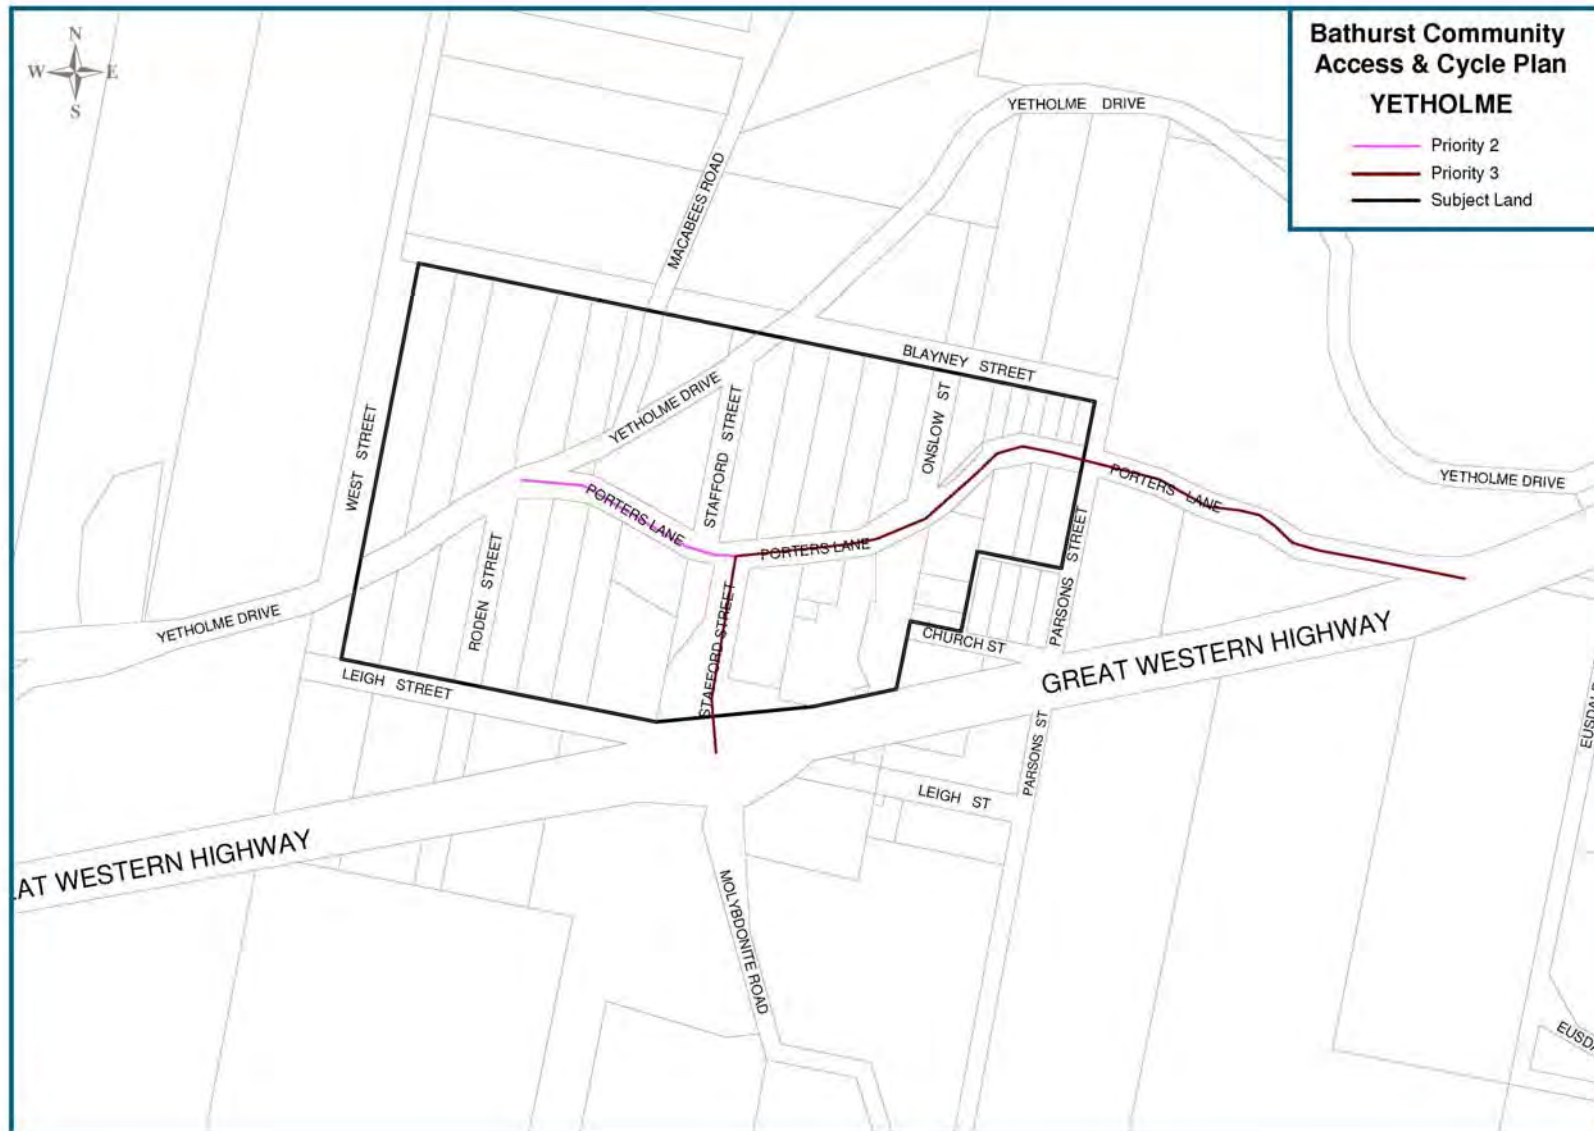 Bathurst Community
Access & Cycle Plan
YETHOLME
Priority 2
Priority 3
Subject Land
N
W E
S
YETHOLME DRIVE
MACABEES ROAD
BLAYNEY STREET
YETHOLME DRIVE
STAFFORD STREET
ONSLOW ST
WEST STREET
PORTERS LANE
YETHOLME DRIVE
PORTERS LANE
PORTERS LANE
RODEN STREET
PARSONS STREET
YETHOLME DRIVE
STAFFORD STREET
CHURCH ST
GREAT WESTERN HIGHWAY
LEIGH STREET
PARSONS ST
EUSDALE
LEIGH ST
AT WESTERN HIGHWAY
MOLYBDONITE ROAD
EUSDA